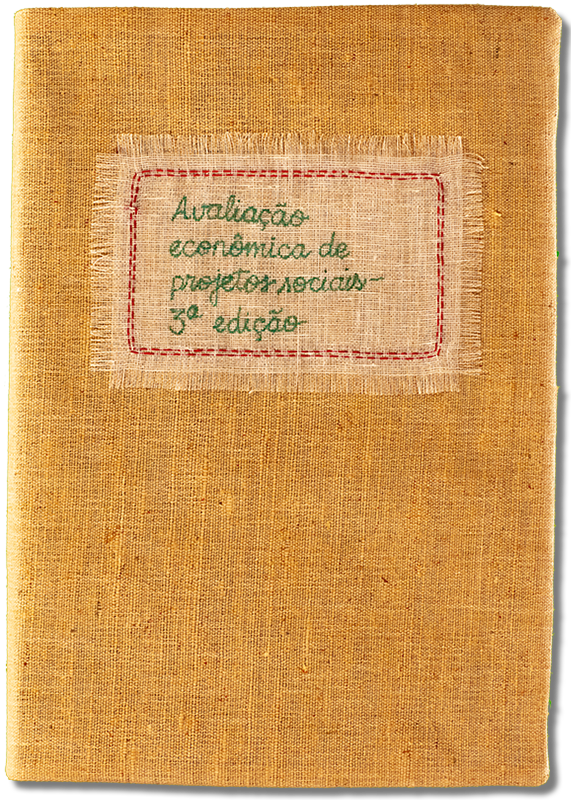 Avaliação
econômica de
projetos sociais-
3ª edição